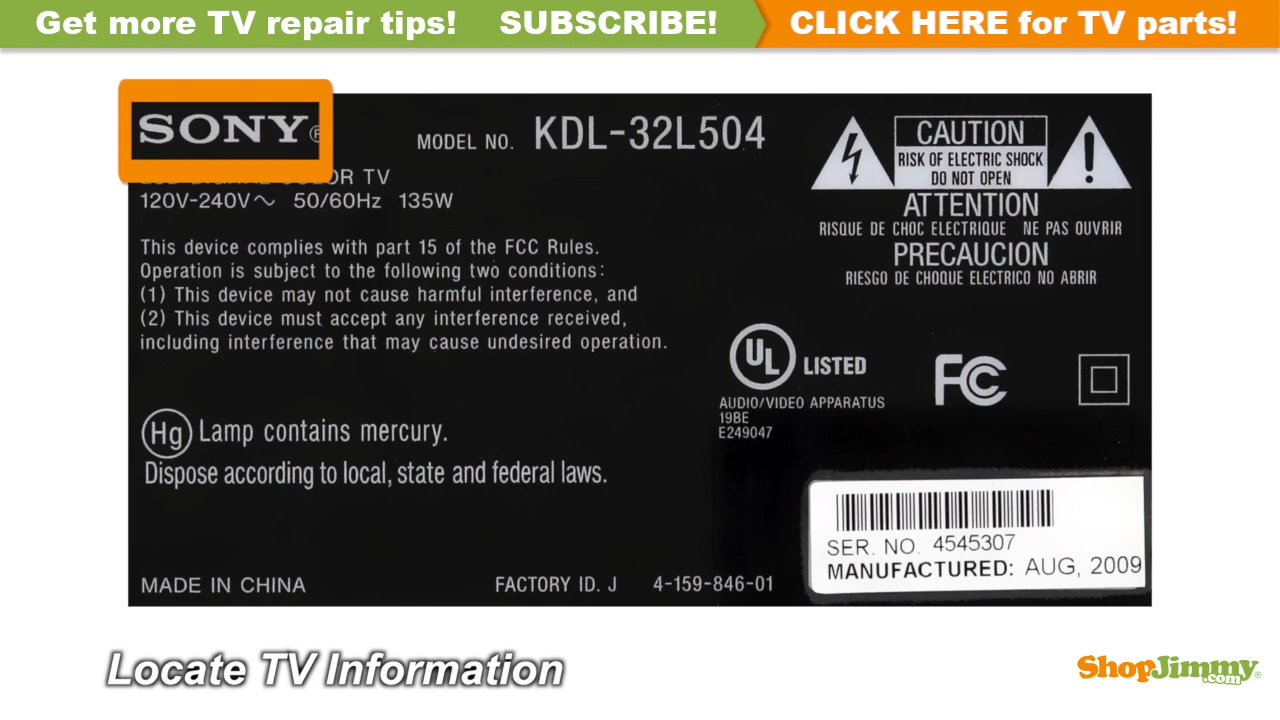 Get more TV repair tips! SUBSCRIBE! CLICK HERE for TV parts!
SONY®
MODEL NO. KDL-32L504
COLOR TV
120V-240V~ 50/60Hz 135W
This device complies with part 15 of the FCC Rules.
Operation is subject to the following two conditions:
(1) This device may not cause harmful interference, and
(2) This device must accept any interference received,
including interference that may cause undesired operation.
Hg Lamp contains mercury.
Dispose according to local, state and federal laws.
MADE IN CHINA
FACTORY ID. J 4-159-846-01
CAUTION
RISK OF ELECTRIC SHOCK
DO NOT OPEN
ATTENTION
RISQUE DE CHOC ELECTRIQUE NE PAS OUVRIR
PRECAUCION
RIESGO DE CHOQUE ELECTRICO NO ABRIR
UL LISTED
AUDIO/VIDEO APPARATUS
19BE
E249047
FC
SER. NO. 4545307
MANUFACTURED: AUG, 2009
Locate TV Information
ShopJimmy.com®